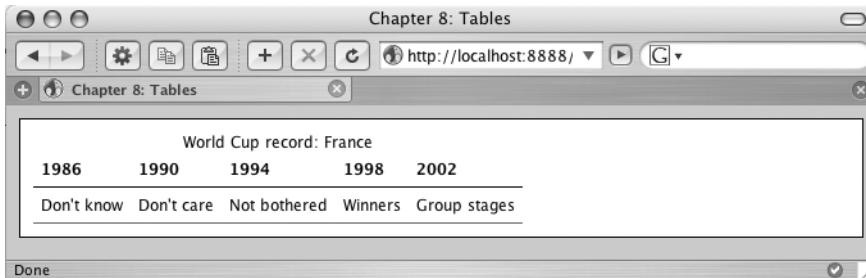 Chapter 8: Tables
http://localhost:8888/
G
Chapter 8: Tables
World Cup record: France
1986 1990 1994 1998 2002
Don't know Don't care Not bothered Winners Group stages
Done